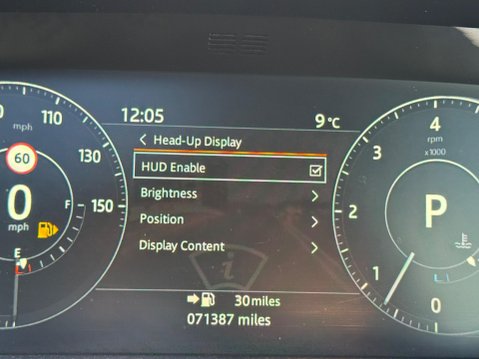 12:05
9°C
Head-Up Display
HUD Enable
Brightness
Position
Display Content
30 miles
071387 miles
110
mph
130
150
60
0
mph
F
E
4
rpm
x1000
3
2
1
0
P